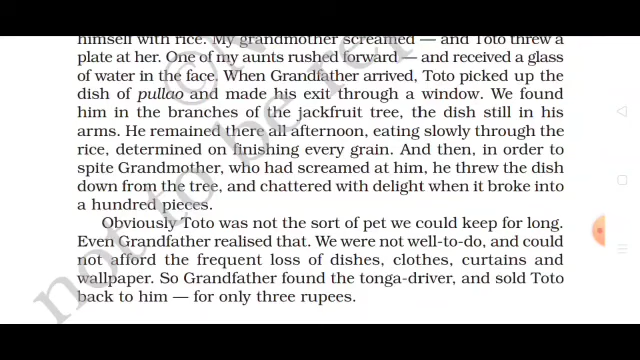 himself with rice. My grandmother screamed — and Toto threw a
plate at her. One of my aunts rushed forward — and received a glass
of water in the face. When Grandfather arrived, Toto picked up the
dish of pullao and made his exit through a window. We found
him in the branches of the jackfruit tree, the dish still in his
arms. He remained there all afternoon, eating slowly through the
rice, determined on finishing every grain. And then, in order to
spite Grandmother, who had screamed at him, he threw the dish
down from the tree, and chattered with delight when it broke into
a hundred pieces.
Obviously Toto was not the sort of pet we could keep for long.
Even Grandfather realised that. We were not well-to-do, and could
not afford the frequent loss of dishes, clothes, curtains and
wallpaper. So Grandfather found the tonga-driver, and sold Toto
back to him — for only three rupees.
not to be re